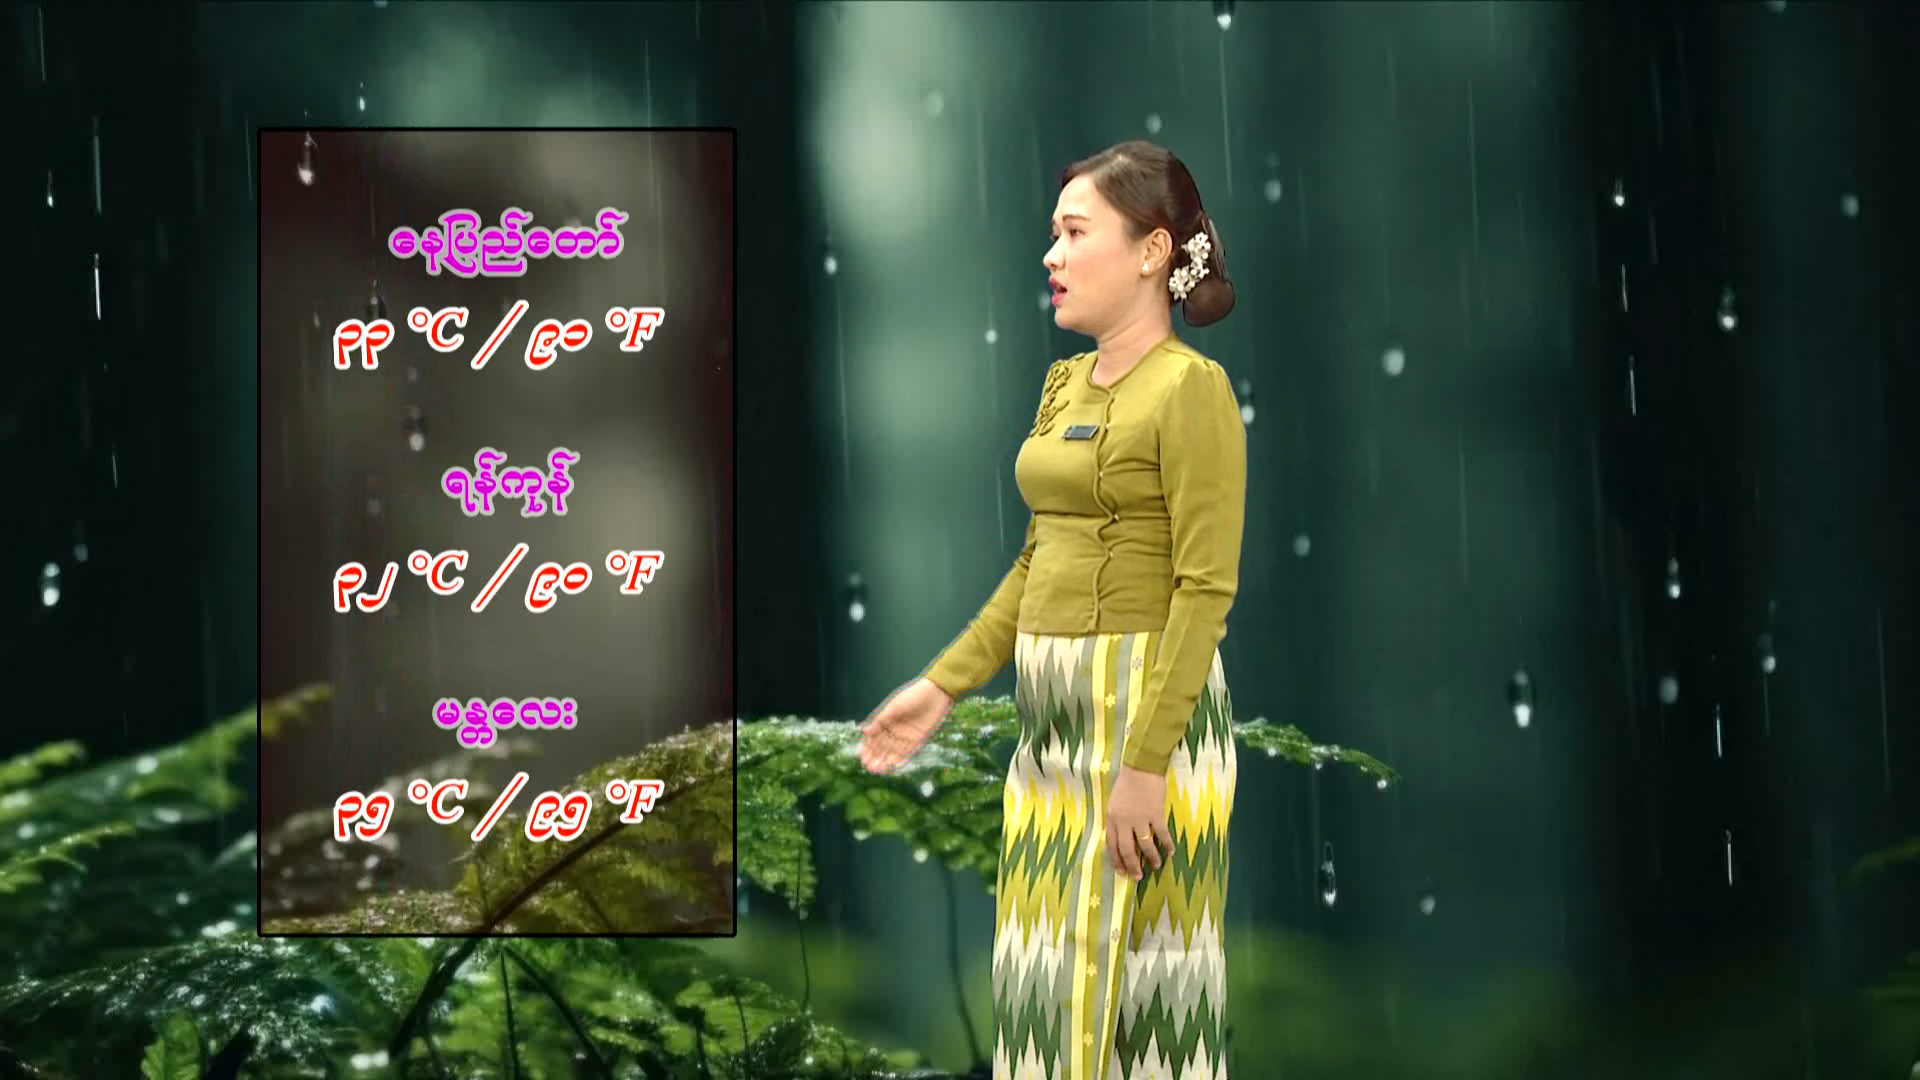 နေပြည်တော်
၃၃ °C / ၉၁ °F
ရန်ကုန်
၃၂ °C / ၉၀ °F
မန္တလေး
၃၅ °C / ၉၅ °F